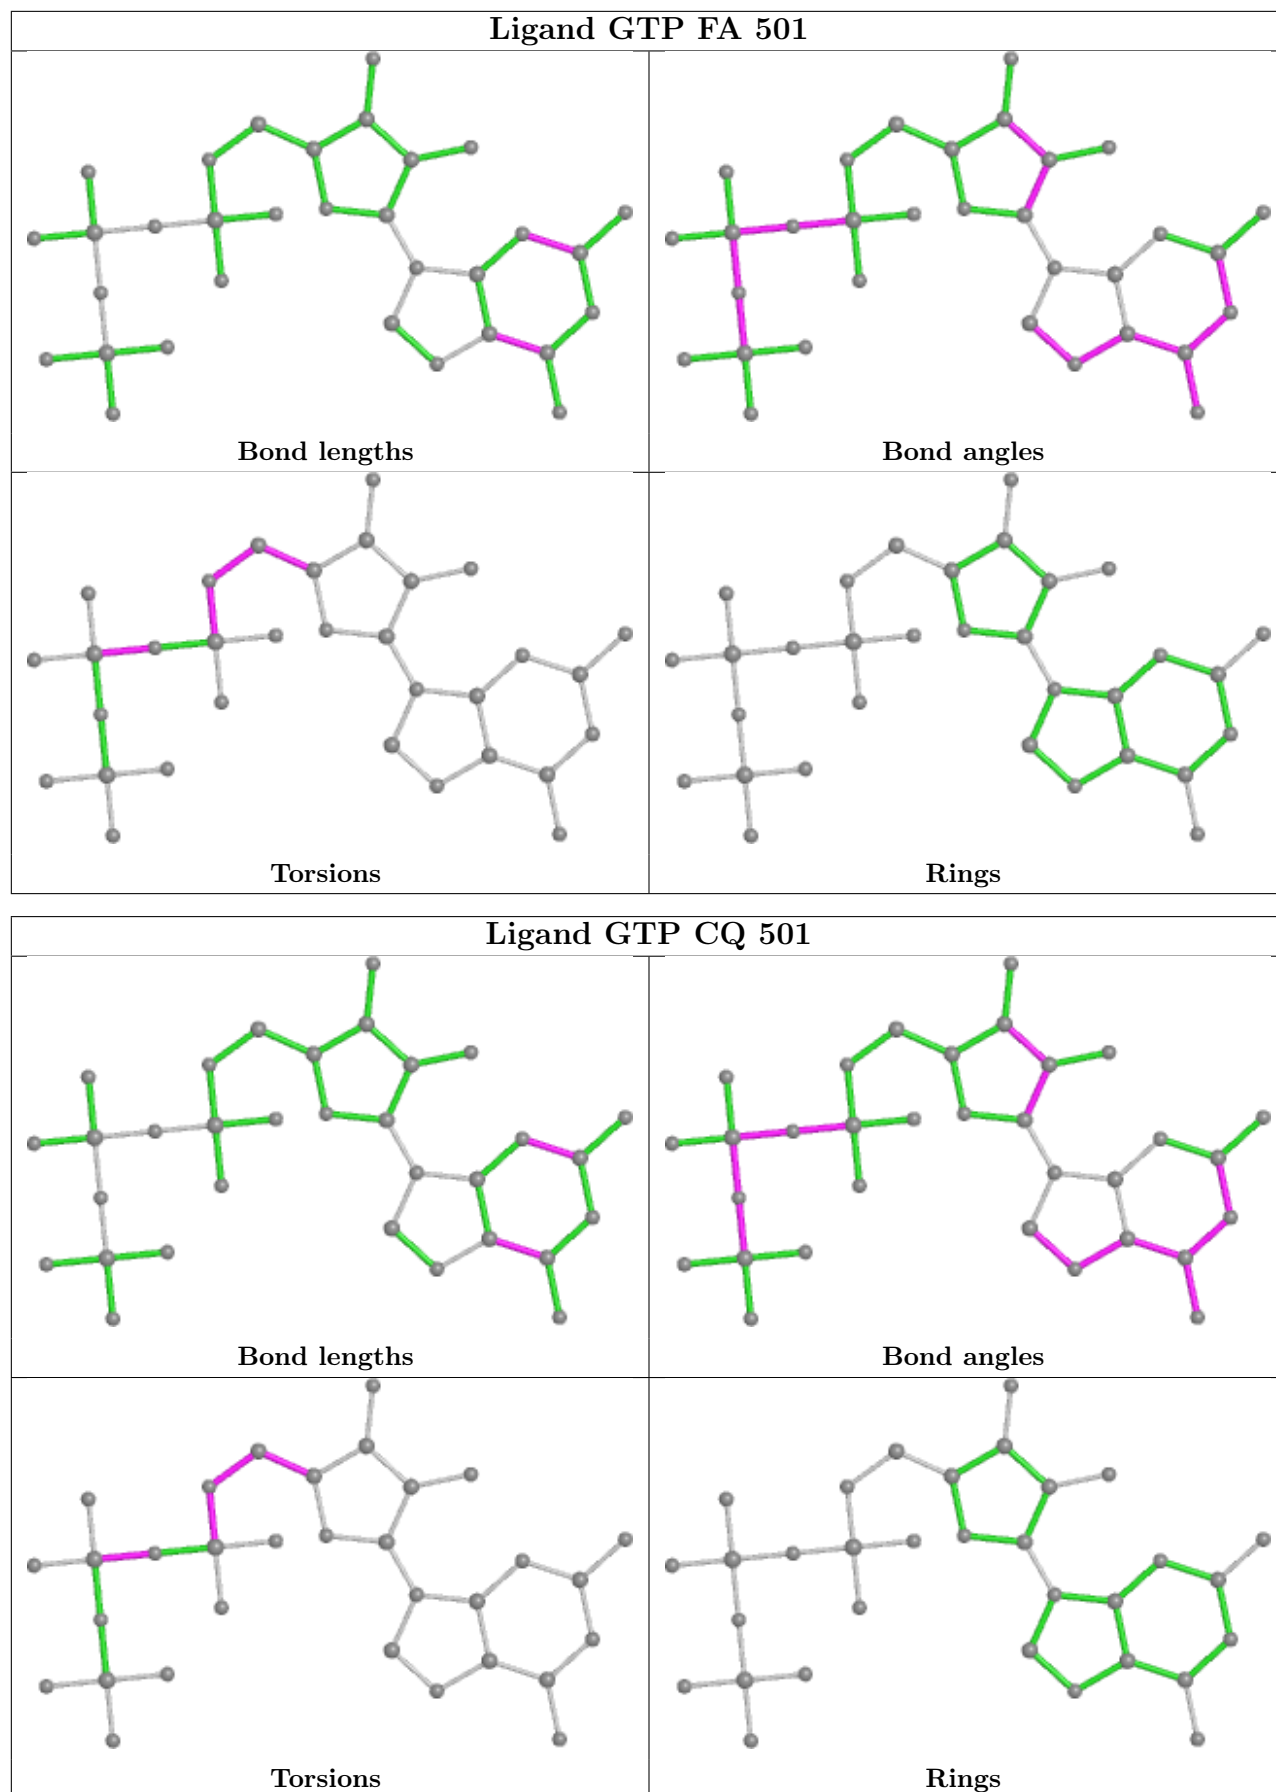 Ligand GTP FA 501
Bond lengths
Bond angles
Torsions
Rings
Ligand GTP CQ 501
Bond lengths
Bond angles
Torsions
Rings